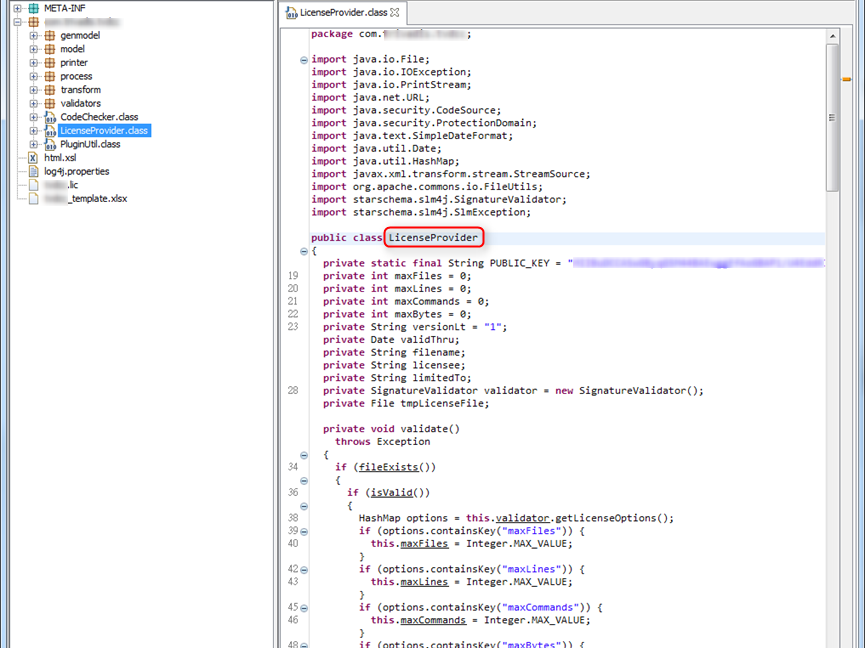 META-INF
genmodel
model
printer
process
transform
validators
CodeChecker.class
LicenseProvider.class
PluginUtil.class
html.xsl
log4j.properties
.lic
_template.xlsx
LicenseProvider.class
package com. ;
import java.io.File;
import java.io.IOException;
import java.io.PrintStream;
import java.net.URL;
import java.security.CodeSource;
import java.security.ProtectionDomain;
import java.text.SimpleDateFormat;
import java.util.Date;
import java.util.HashMap;
import javax.xml.transform.stream.StreamSource;
import org.apache.commons.io.FileUtils;
import starschema.slm4j.SignatureValidator;
import starschema.slm4j.SlmException;
public class LicenseProvider
{
private static final String PUBLIC_KEY = "
19 private int maxFiles = 0;
20 private int maxLines = 0;
21 private int maxCommands = 0;
22 private int maxBytes = 0;
23 private String versionLt = "1";
private Date validThru;
private String filename;
private String licensee;
private String limitedTo;
28 private SignatureValidator validator = new SignatureValidator();
private File tmpLicenseFile;
private void validate()
throws Exception
{
34 if (fileExists())
{
36 if (isValid())
{
38 HashMap options = this.validator.getLicenseOptions();
39 if (options.containsKey("maxFiles")) {
40 this.maxFiles = Integer.MAX_VALUE;
}
42 if (options.containsKey("maxLines")) {
43 this.maxLines = Integer.MAX_VALUE;
}
45 if (options.containsKey("maxCommands")) {
46 this.maxCommands = Integer.MAX_VALUE;
}
48 if (options.containsKey("maxBytes")) {